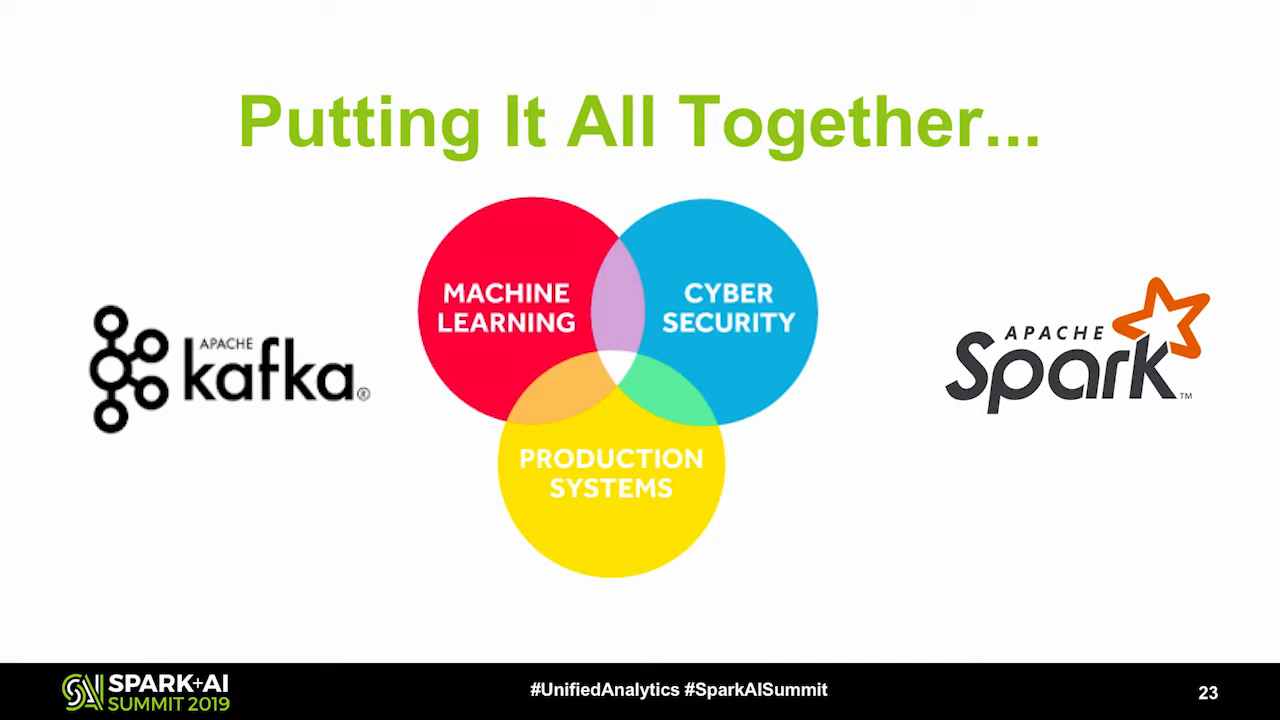 Putting It All Together...
MACHINE
LEARNING
CYBER
SECURITY
PRODUCTION
SYSTEMS
APACHE
kafka®
APACHE
Spark™
SPARK+AI
SUMMIT 2019
#UnifiedAnalytics #SparkAISummit
23